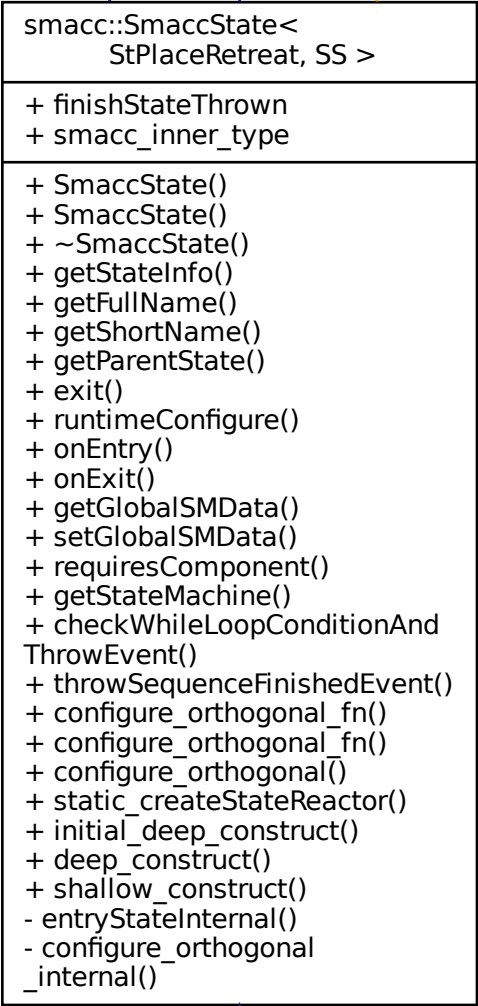 smacc::SmaccState<
StPlaceRetreat, SS >
+ finishStateThrown
+ smacc_inner_type
+ SmaccState()
+ SmaccState()
+ ~SmaccState()
+ getStateInfo()
+ getFullName()
+ getShortName()
+ getParentState()
+ exit()
+ runtimeConfigure()
+ onEntry()
+ onExit()
+ getGlobalSMData()
+ setGlobalSMData()
+ requiresComponent()
+ getStateMachine()
+ checkWhileLoopConditionAnd
ThrowEvent()
+ throwSequenceFinishedEvent()
+ configure_orthogonal_fn()
+ configure_orthogonal_fn()
+ configure_orthogonal()
+ static_createStateReactor()
+ initial_deep_construct()
+ deep_construct()
+ shallow_construct()
- entryStateInternal()
- configure_orthogonal
_internal()